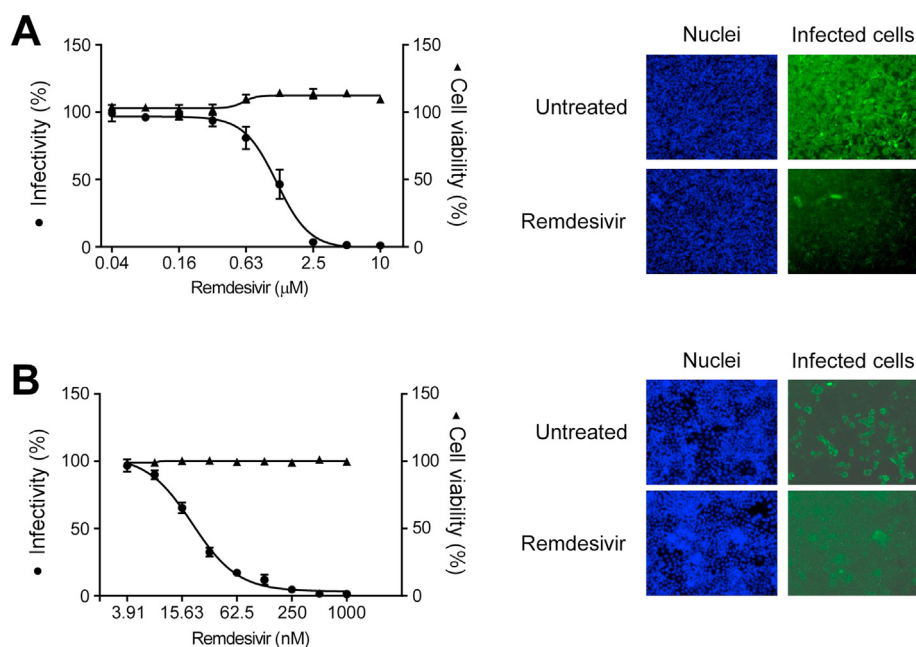 A
● Infectivity (%)
150
100
50
0
150
100
50
0
▲ Cell viability (%)
0.04
0.16
0.63
2.5
10
Remdesivir (μM)
Nuclei
Infected cells
Untreated
Remdesivir
B
● Infectivity (%)
150
100
50
0
150
100
50
0
▲ Cell viability (%)
3.91
15.63
62.5
250
1000
Remdesivir (nM)
Nuclei
Infected cells
Untreated
Remdesivir